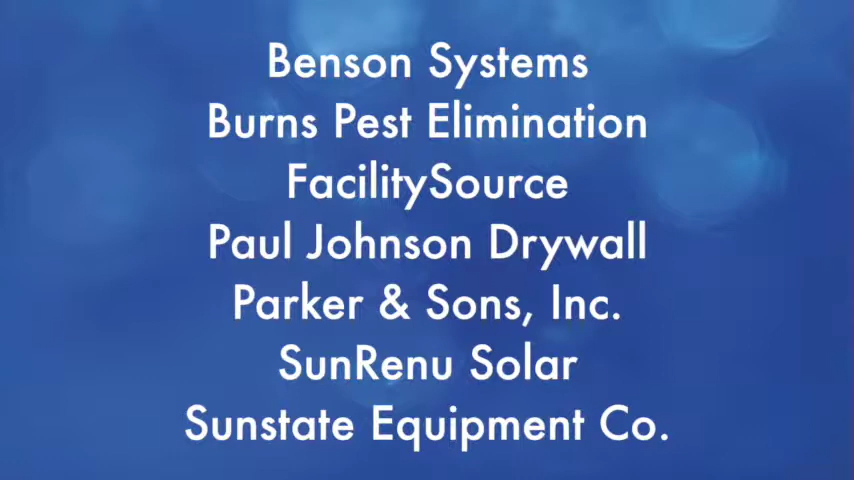 Benson Systems
Burns Pest Elimination
FacilitySource
Paul Johnson Drywall
Parker & Sons, Inc.
SunRenu Solar
Sunstate Equipment Co.